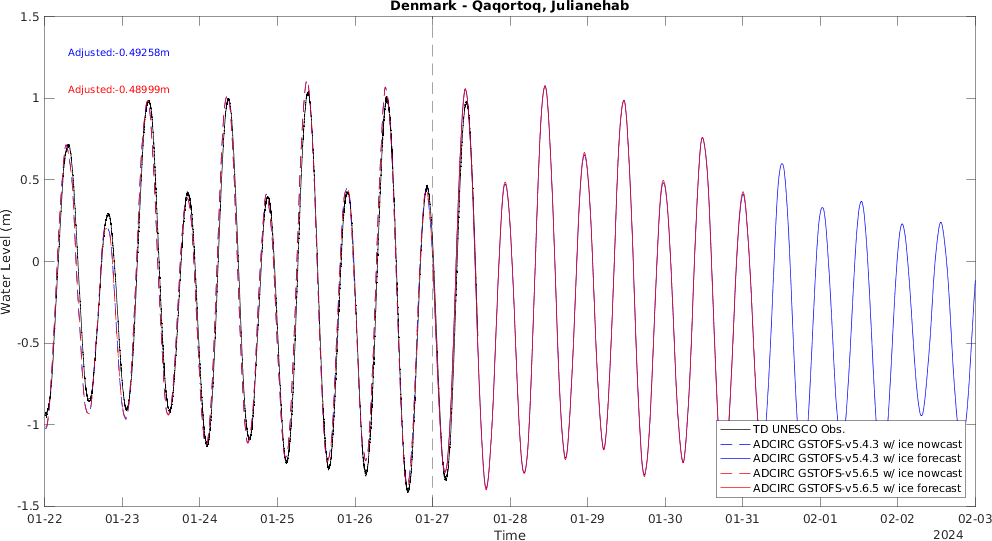 Denmark - Qaqortoq, Julianehab
1.5
1
0.5
0
-0.5
-1
-1.5
Water Level (m)
Adjusted:-0.49258m
Adjusted:-0.48999m
TD UNESCO Obs.
ADCIRC GSTOFS-v5.4.3 w/ ice nowcast
ADCIRC GSTOFS-v5.4.3 w/ ice forecast
ADCIRC GSTOFS-v5.6.5 w/ ice nowcast
ADCIRC GSTOFS-v5.6.5 w/ ice forecast
01-22 01-23 01-24 01-25 01-26 01-27 01-28 01-29 01-30 01-31 02-01 02-02 02-03
Time
2024